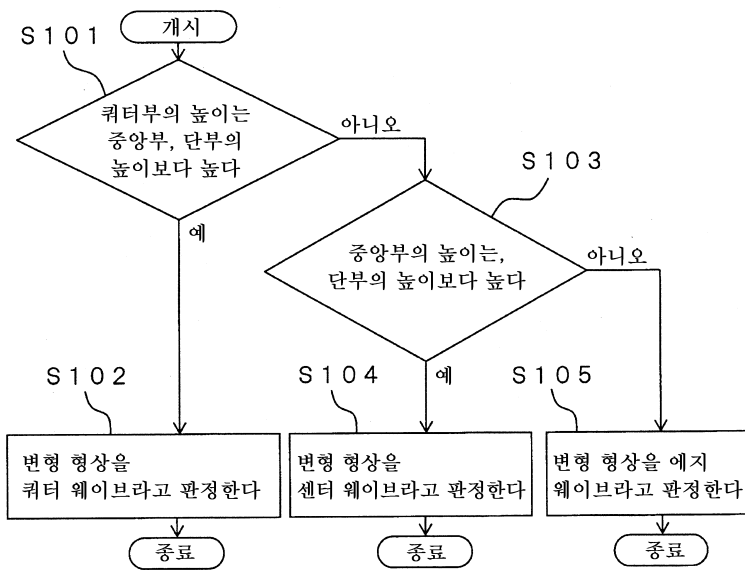 개시
S101
쿼터부의 높이는
중앙부, 단부의
높이보다 높다
아니오
예
S103
중앙부의 높이는,
단부의 높이보다 높다
아니오
예
S102
변형 형상을
쿼터 웨이브라고 판정한다
종료
S104
변형 형상을
센터 웨이브라고 판정한다
종료
S105
변형 형상을 에지
웨이브라고 판정한다
종료